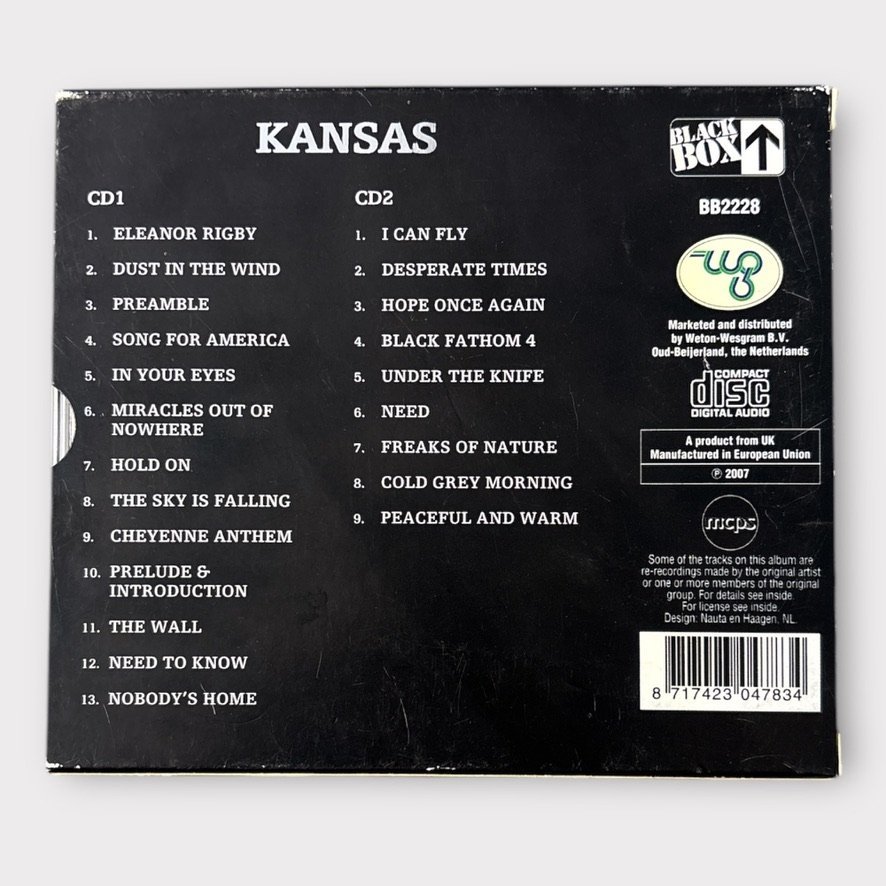 KANSAS
CD1
1. ELEANOR RIGBY
2. DUST IN THE WIND
3. PREAMBLE
4. SONG FOR AMERICA
5. IN YOUR EYES
6. MIRACLES OUT OF
NOWHERE
7. HOLD ON
8. THE SKY IS FALLING
9. CHEYENNE ANTHEM
10. PRELUDE &
INTRODUCTION
11. THE WALL
12. NEED TO KNOW
13. NOBODY'S HOME
CD2
1. I CAN FLY
2. DESPERATE TIMES
3. HOPE ONCE AGAIN
4. BLACK FATHOM 4
5. UNDER THE KNIFE
6. NEED
7. FREAKS OF NATURE
8. COLD GREY MORNING
9. PEACEFUL AND WARM
BLACK
BOX
BB2228
Marketed and distributed
by Weton-Wesgram B.V.
Oud-Beijerland, the Netherlands
COMPACT
disc
DIGITAL AUDIO
A product from UK
Manufactured in European Union
℗ 2007
mcps
Some of the tracks on this album are
re-recordings made by the original artist
or one or more members of the original
group. For details see inside.
For license see inside.
Design: Nauta en Haagen, NL.
8 717423 047834